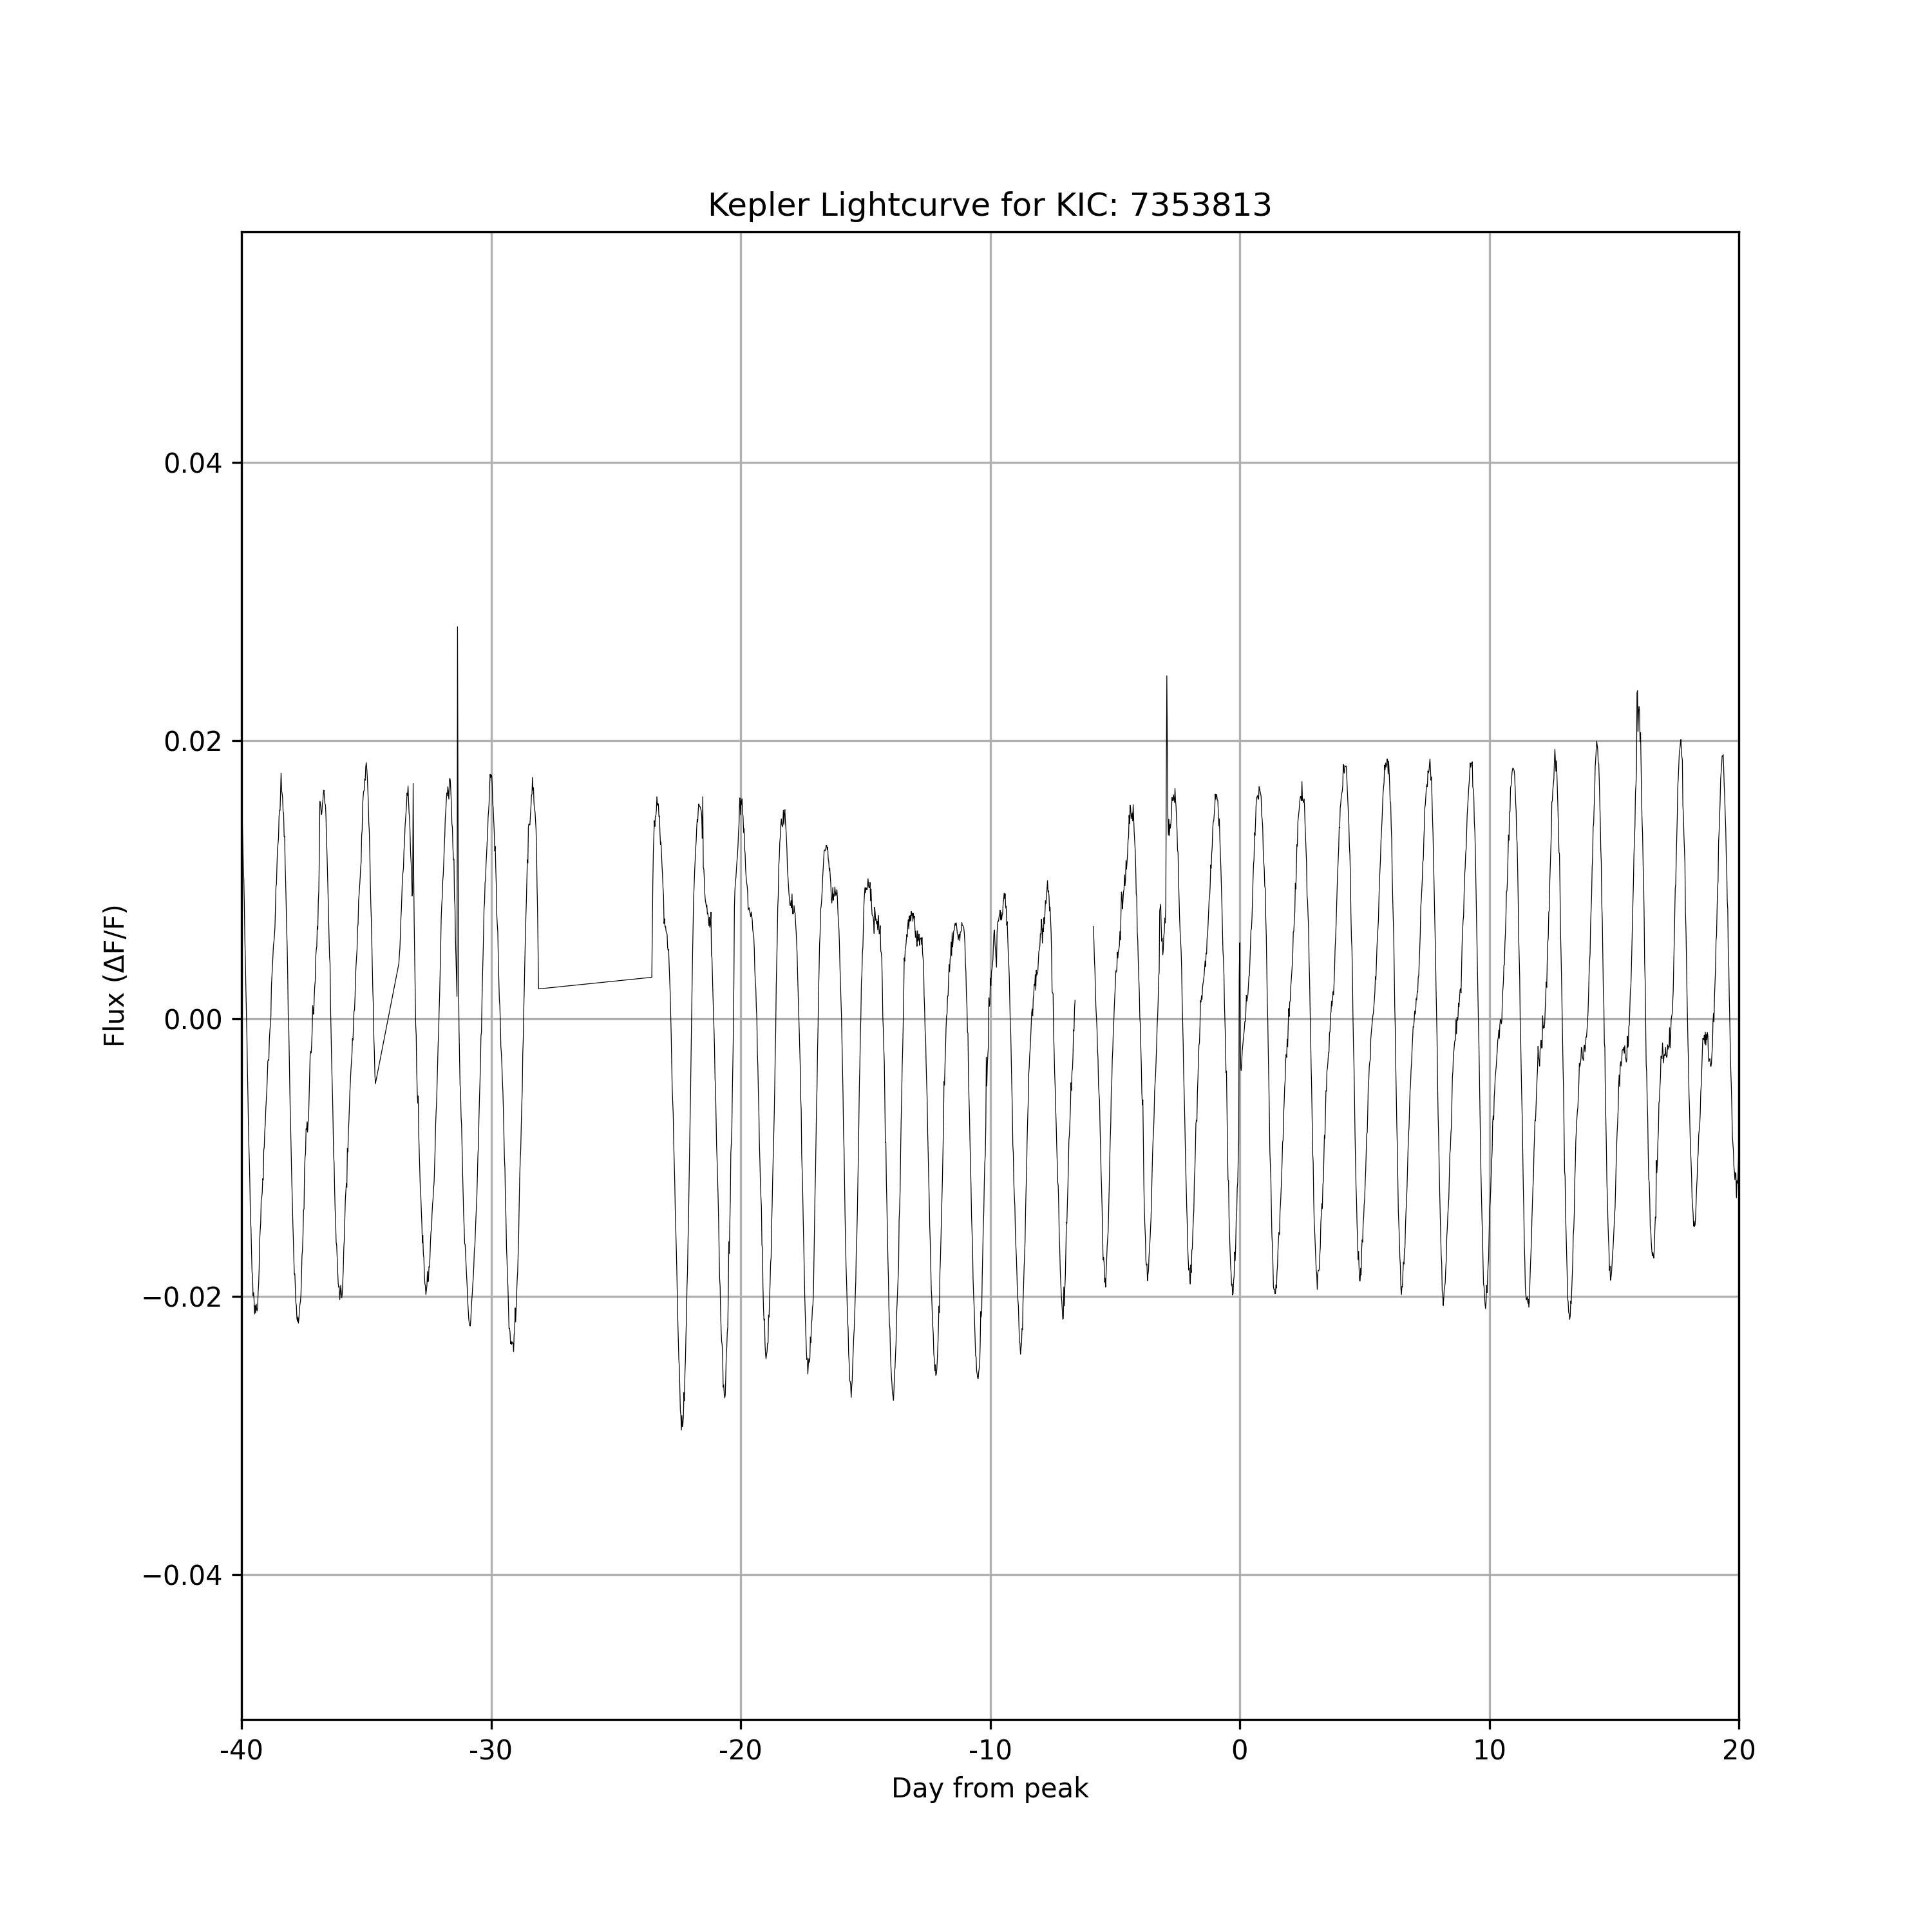 Kepler Lightcurve for KIC: 7353813
Flux (ΔF/F)
0.04
0.02
0.00
−0.02
−0.04
-40 -30 -20 -10 0 10 20
Day from peak